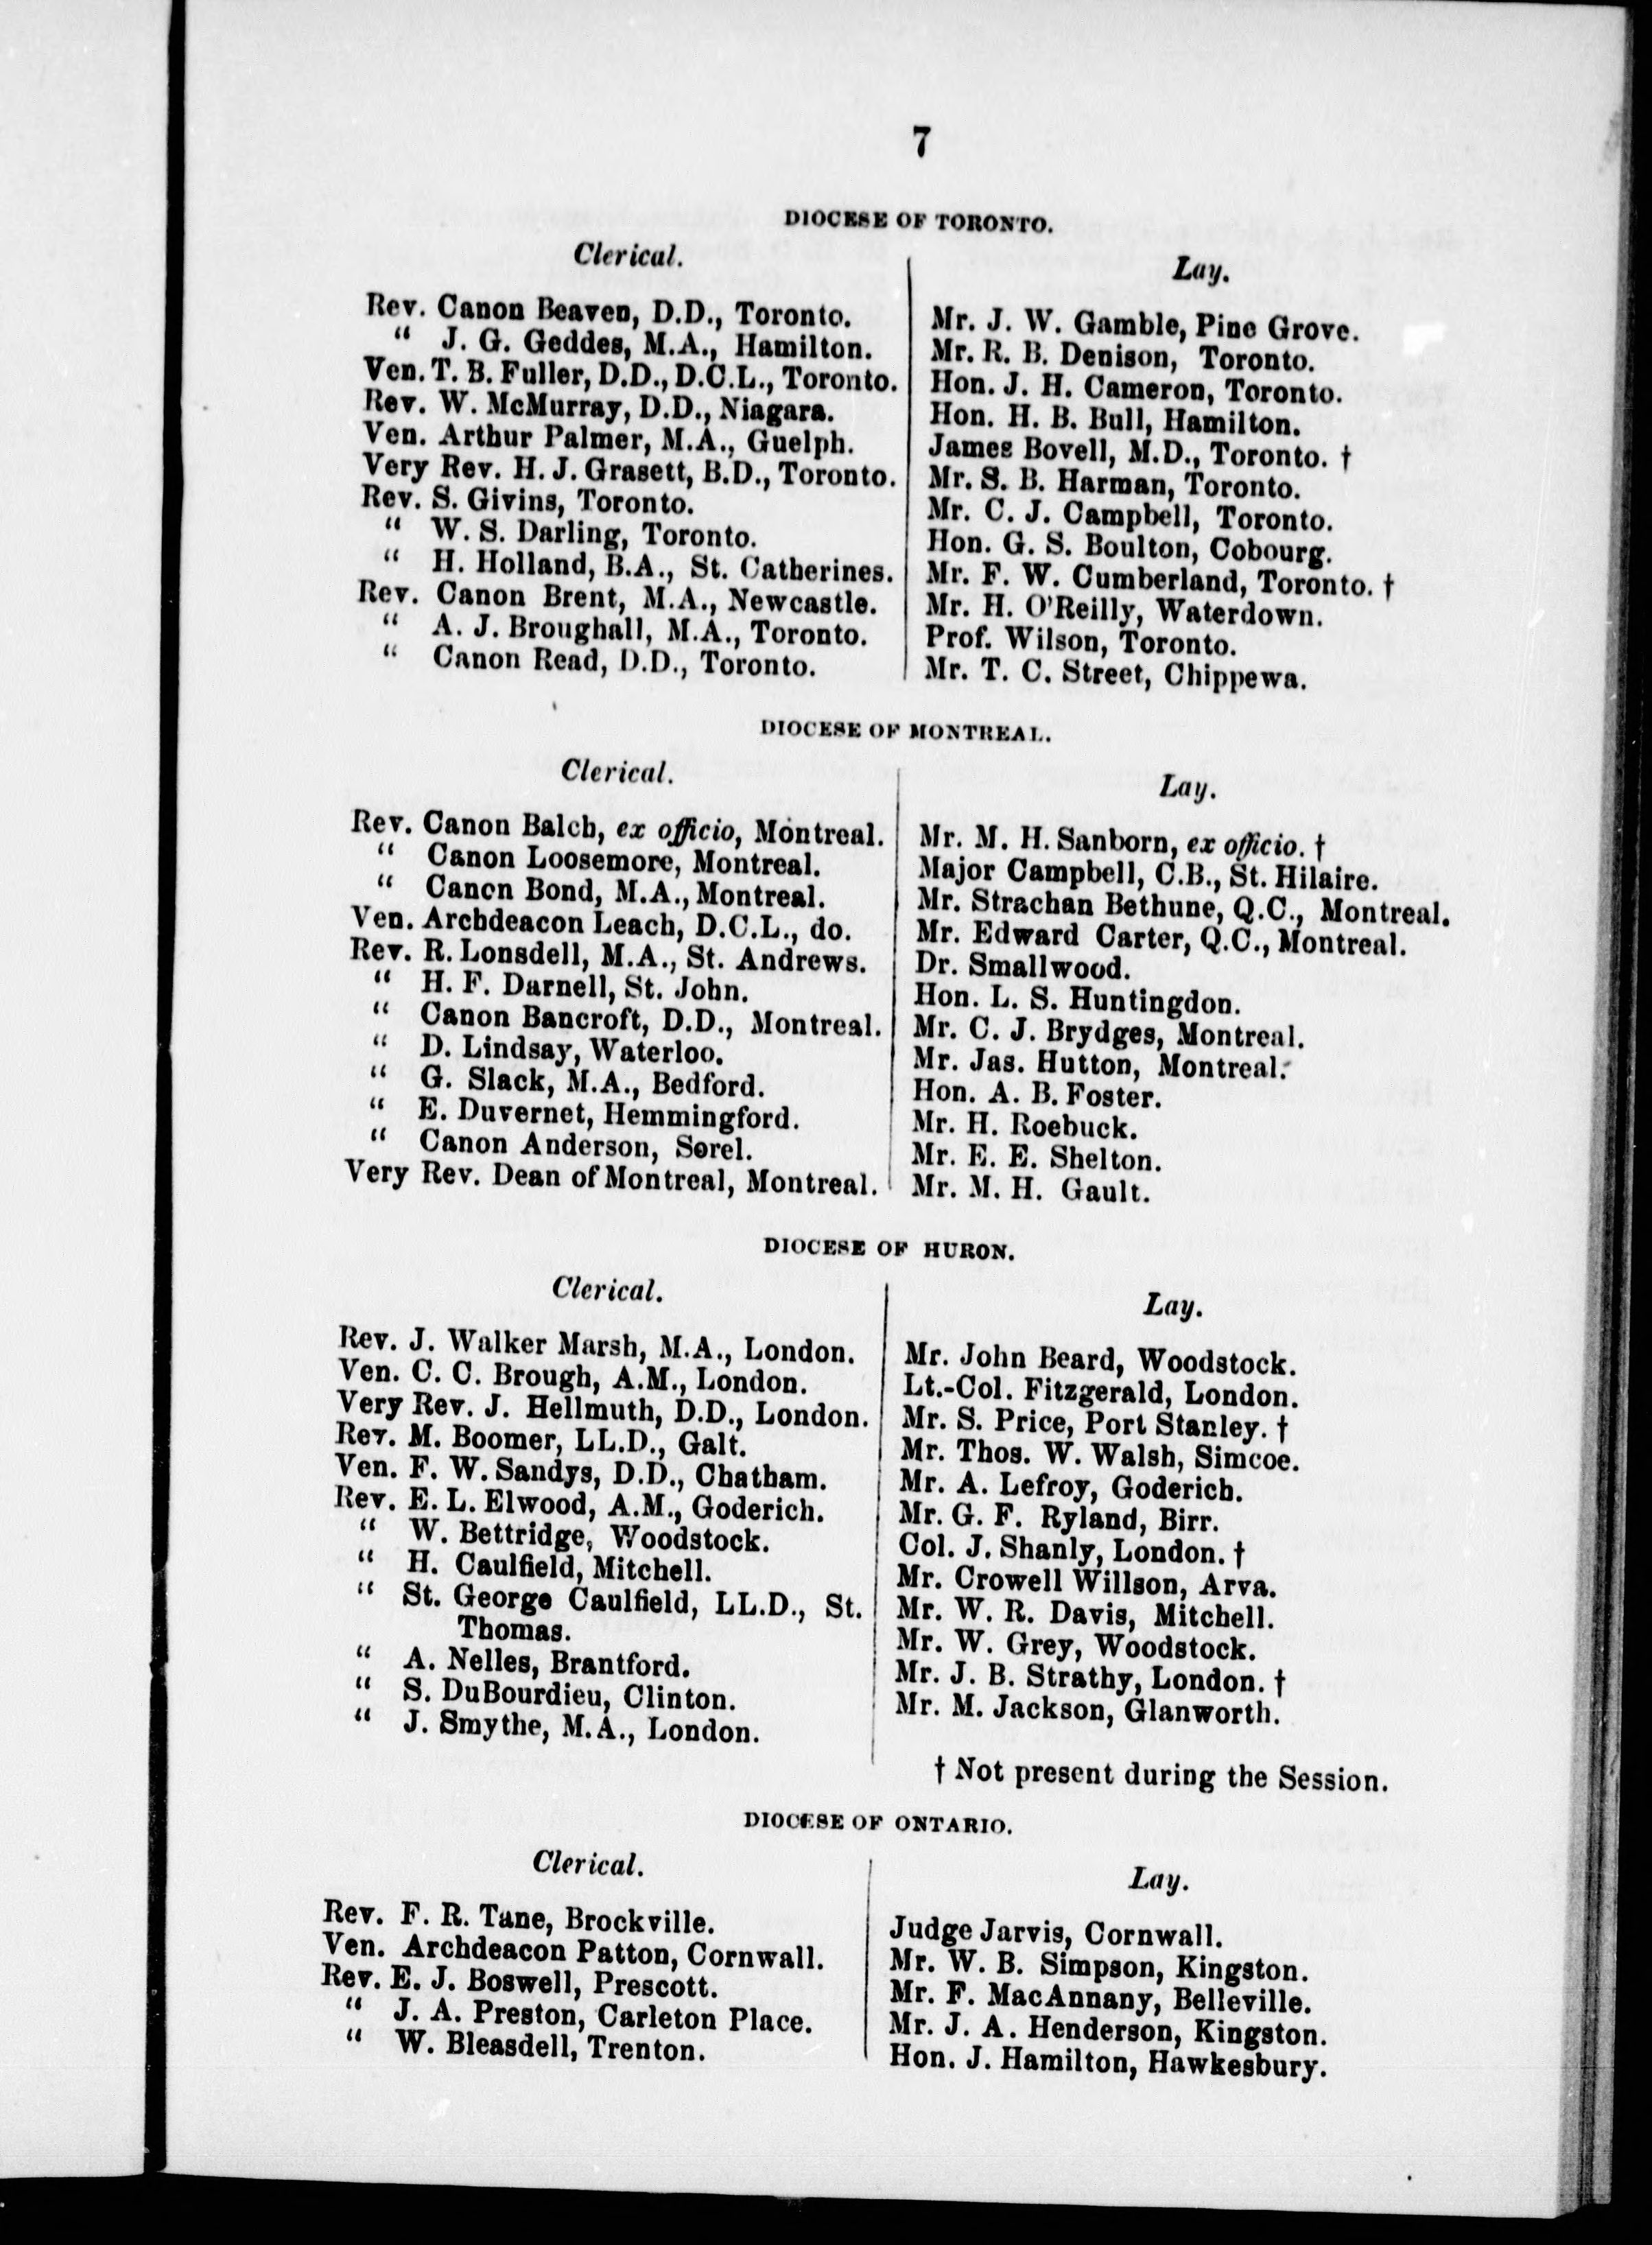 7
DIOCESE OF TORONTO.
Clerical.
Rev. Canon Beaven, D.D., Toronto.
“ J. G. Geddes, M.A., Hamilton.
Ven. T. B. Fuller, D.D., D.C.L., Toronto.
Rev. W. McMurray, D.D., Niagara.
Ven. Arthur Palmer, M.A., Guelph.
Very Rev. H. J. Grasett, B.D., Toronto.
Rev. S. Givins, Toronto.
“ W. S. Darling, Toronto.
“ H. Holland, B.A., St. Catherines.
Rev. Canon Brent, M.A., Newcastle.
“ A. J. Broughall, M.A., Toronto.
“ Canon Read, D.D., Toronto.
Lay.
Mr. J. W. Gamble, Pine Grove.
Mr. R. B. Denison, Toronto.
Hon. J. H. Cameron, Toronto.
Hon. H. B. Bull, Hamilton.
James Bovell, M.D., Toronto. †
Mr. S. B. Harman, Toronto.
Mr. C. J. Campbell, Toronto.
Hon. G. S. Boulton, Cobourg.
Mr. F. W. Cumberland, Toronto. †
Mr. H. O'Reilly, Waterdown.
Prof. Wilson, Toronto.
Mr. T. C. Street, Chippewa.
DIOCESE OF MONTREAL.
Clerical.
Rev. Canon Balch, ex officio, Montreal.
“ Canon Loosemore, Montreal.
“ Canon Bond, M.A., Montreal.
Ven. Archdeacon Leach, D.C.L., do.
Rev. R. Lonsdell, M.A., St. Andrews.
“ H. F. Darnell, St. John.
“ Canon Bancroft, D.D., Montreal.
“ D. Lindsay, Waterloo.
“ G. Slack, M.A., Bedford.
“ E. Duvernet, Hemmingford.
“ Canon Anderson, Sorel.
Very Rev. Dean of Montreal, Montreal.
Lay.
Mr. M. H. Sanborn, ex officio. †
Major Campbell, C.B., St. Hilaire.
Mr. Strachan Bethune, Q.C., Montreal.
Mr. Edward Carter, Q.C., Montreal.
Dr. Smallwood.
Hon. L. S. Huntingdon.
Mr. C. J. Brydges, Montreal.
Mr. Jas. Hutton, Montreal.
Hon. A. B. Foster.
Mr. H. Roebuck.
Mr. E. E. Shelton.
Mr. M. H. Gault.
DIOCESE OF HURON.
Clerical.
Rev. J. Walker Marsh, M.A., London.
Ven. C. C. Brough, A.M., London.
Very Rev. J. Hellmuth, D.D., London.
Rev. M. Boomer, LL.D., Galt.
Ven. F. W. Sandys, D.D., Chatham.
Rev. E. L. Elwood, A.M., Goderich.
“ W. Bettridge, Woodstock.
“ H. Caulfield, Mitchell.
“ St. George Caulfield, LL.D., St.
Thomas.
“ A. Nelles, Brantford.
“ S. DuBourdieu, Clinton.
“ J. Smythe, M.A., London.
Lay.
Mr. John Beard, Woodstock.
Lt.-Col. Fitzgerald, London.
Mr. S. Price, Port Stanley. †
Mr. Thos. W. Walsh, Simcoe.
Mr. A. Lefroy, Goderich.
Mr. G. F. Ryland, Birr.
Col. J. Shanly, London. †
Mr. Crowell Willson, Arva.
Mr. W. R. Davis, Mitchell.
Mr. W. Grey, Woodstock.
Mr. J. B. Strathy, London. †
Mr. M. Jackson, Glanworth.
† Not present during the Session.
DIOCESE OF ONTARIO.
Clerical.
Rev. F. R. Tane, Brockville.
Ven. Archdeacon Patton, Cornwall.
Rev. E. J. Boswell, Prescott.
“ J. A. Preston, Carleton Place.
“ W. Bleasdell, Trenton.
Lay.
Judge Jarvis, Cornwall.
Mr. W. B. Simpson, Kingston.
Mr. F. MacAnnany, Belleville.
Mr. J. A. Henderson, Kingston.
Hon. J. Hamilton, Hawkesbury.